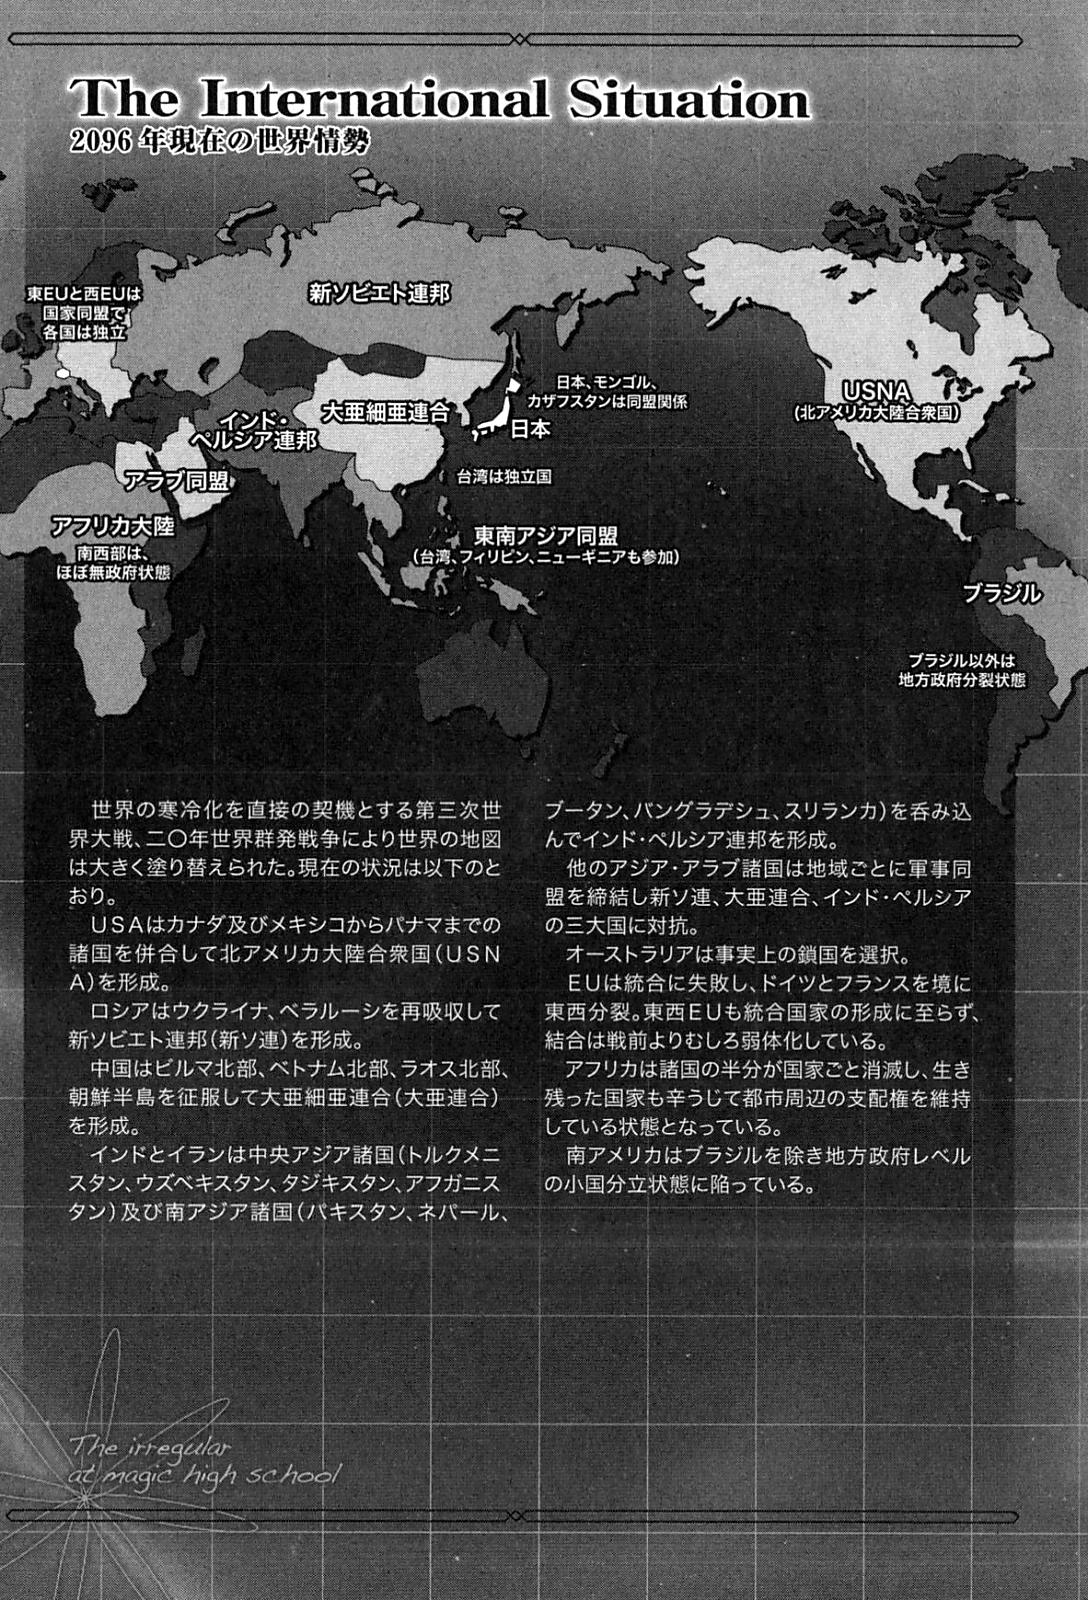 The International Situation
2096年現在の世界情勢
東EUと西EUは
国家同盟で
各国は独立
新ソビエト連邦
日本、モンゴル、
カザフスタンは同盟関係
USNA
(北アメリカ大陸合衆国)
インド・
ペルシア連邦
大亜細亜連合
日本
アラブ同盟
台湾は独立国
アフリカ大陸
南西部は、
ほぼ無政府状態
東南アジア同盟
(台湾、フィリピン、ニューギニアも参加)
ブラジル
ブラジル以外は
地方政府分裂状態
世界の寒冷化を直接の契機とする第三次世
界大戦、二〇年世界群発戦争により世界の地図
は大きく塗り替えられた。現在の状況は以下のと
おり。
USAはカナダ及びメキシコからパナマまでの
諸国を併合して北アメリカ大陸合衆国(USN
A)を形成。
ロシアはウクライナ、ベラルーシを再吸収して
新ソビエト連邦(新ソ連)を形成。
中国はビルマ北部、ベトナム北部、ラオス北部、
朝鮮半島を征服して大亜細亜連合(大亜連合)
を形成。
インドとイランは中央アジア諸国(トルクメニ
スタン、ウズベキスタン、タジキスタン、アフガニス
タン)及び南アジア諸国(パキスタン、ネパール、
ブータン、バングラデシュ、スリランカ)を呑み込
んでインド・ペルシア連邦を形成。
他のアジア・アラブ諸国は地域ごとに軍事同
盟を締結し新ソ連、大亜連合、インド・ペルシア
の三大国に対抗。
オーストラリアは事実上の鎖国を選択。
EUは統合に失敗し、ドイツとフランスを境に
東西分裂。東西EUも統合国家の形成に至らず、
結合は戦前よりむしろ弱体化している。
アフリカは諸国の半分が国家ごと消滅し、生き
残った国家も辛うじて都市周辺の支配権を維持
している状態となっている。
南アメリカはブラジルを除き地方政府レベル
の小国分立状態に陥っている。
The irregular
at magic high school